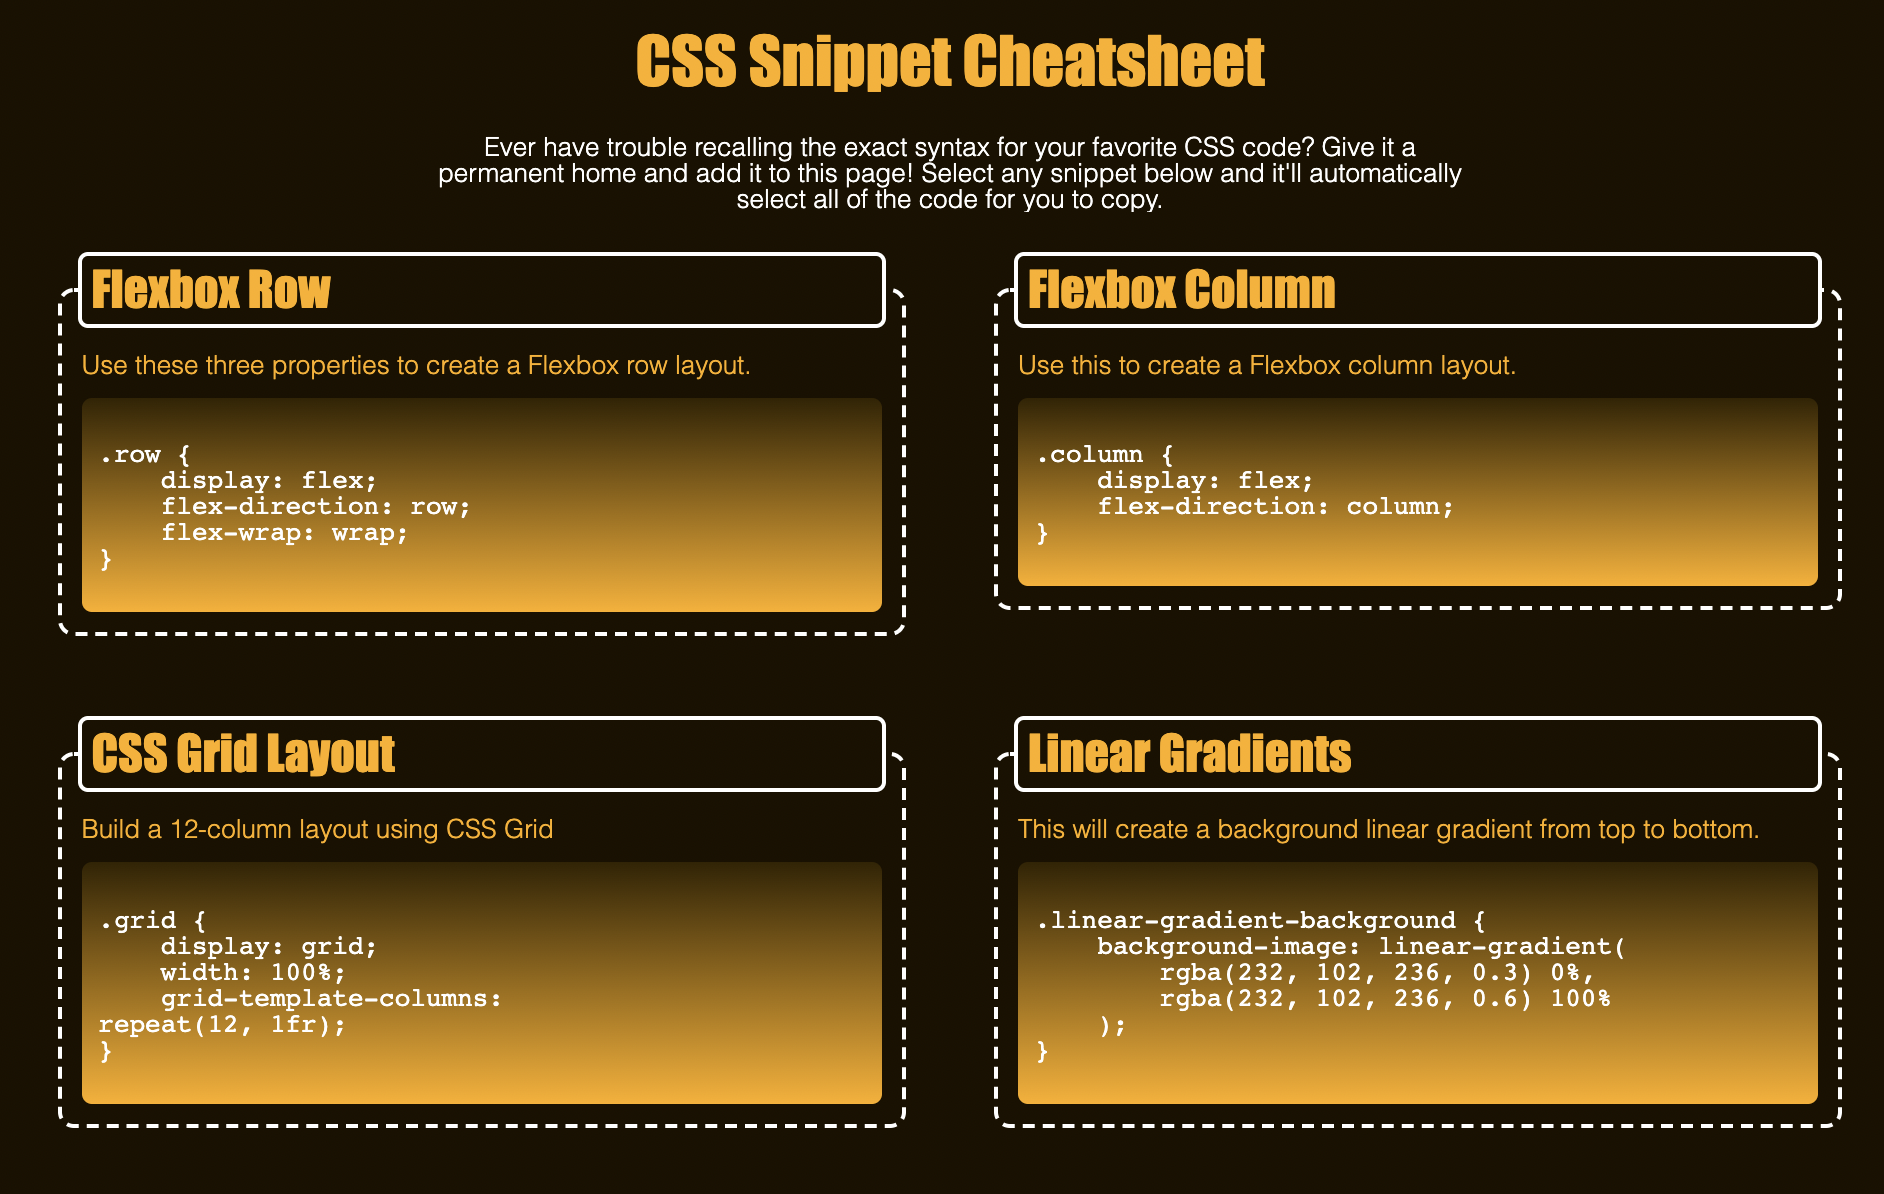 CSS Snippet Cheatsheet
Ever have trouble recalling the exact syntax for your favorite CSS code? Give it a
permanent home and add it to this page! Select any snippet below and it'll automatically
select all of the code for you to copy.
Flexbox Row
Use these three properties to create a Flexbox row layout.
.row {
    display: flex;
    flex-direction: row;
    flex-wrap: wrap;
}
Flexbox Column
Use this to create a Flexbox column layout.
.column {
    display: flex;
    flex-direction: column;
}
CSS Grid Layout
Build a 12-column layout using CSS Grid
.grid {
    display: grid;
    width: 100%;
    grid-template-columns:
repeat(12, 1fr);
}
Linear Gradients
This will create a background linear gradient from top to bottom.
.linear-gradient-background {
    background-image: linear-gradient(
        rgba(232, 102, 236, 0.3) 0%,
        rgba(232, 102, 236, 0.6) 100%
    );
}